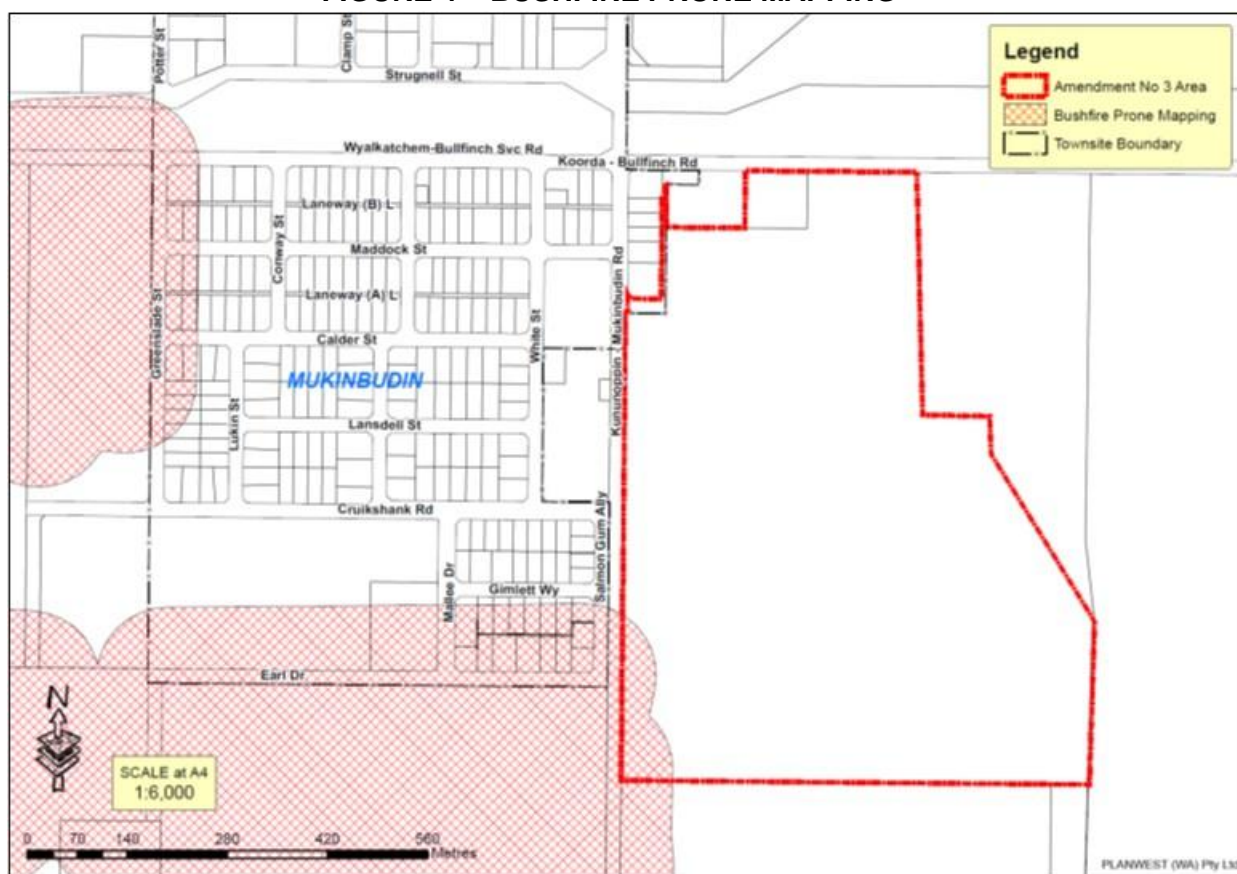 Legend
Amendment No 3 Area
Bushfire Prone Mapping
Townsite Boundary
Potter St
Clamp St
Strugnell St
Wyalkatchem-Bullfinch Svc Rd
Koorda - Bullfinch Rd
Laneway (B) L
Conway St
Maddock St
Laneway (A) L
Greenslade St
Calder St
White St
Kununoppin - Mukinbudin Rd
MUKINBUDIN
Lukin St
Lansdell St
Cruikshank Rd
Salmon Gum Ally
Mallee Dr
Gimlett Wy
Earl Dr
N
SCALE at A4
1:6,000
0 70 140 280 420 560
Metres
PLANWEST (WA) Pty Ltd